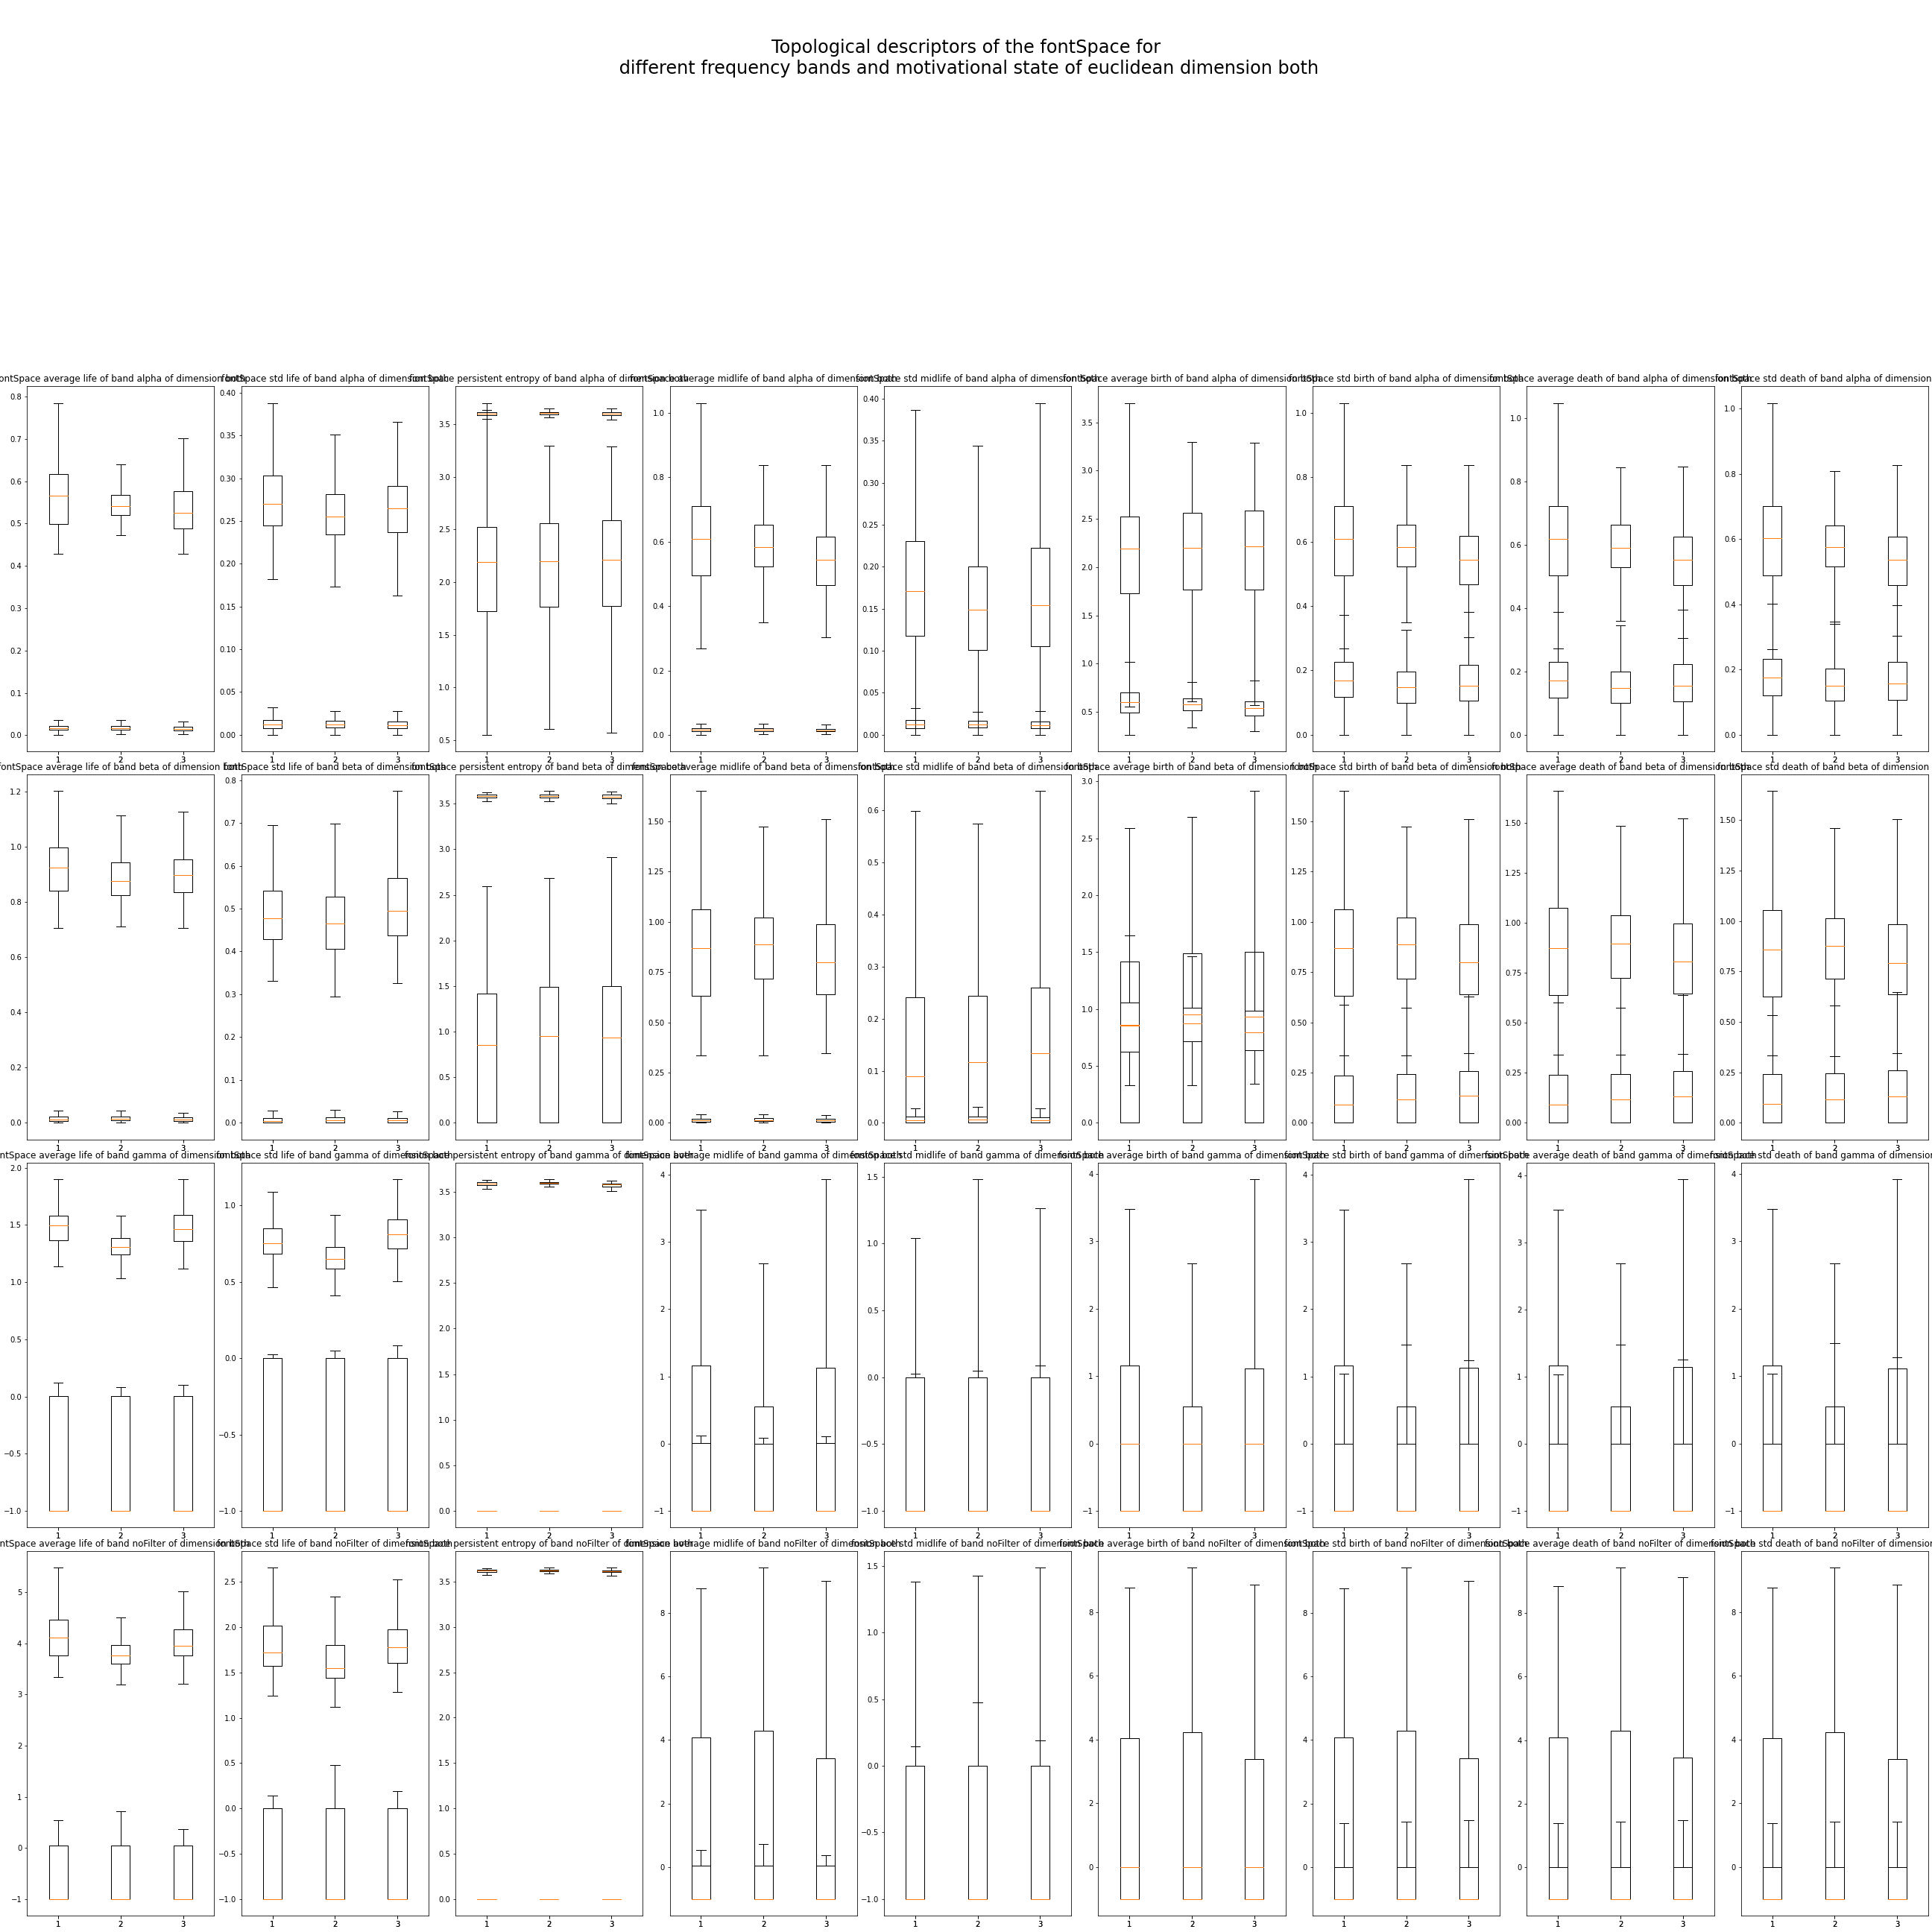 Topological descriptors of the fontSpace for
different frequency bands and motivational state of euclidean dimension both
ontSpace average life of band alpha of dimension both
fontSpace std life of band alpha of dimension both
fontSpace persistent entropy of band alpha of dimension both
fontSpace average midlife of band alpha of dimension both
fontSpace std midlife of band alpha of dimension both
fontSpace average birth of band alpha of dimension both
fontSpace std birth of band alpha of dimension both
fontSpace average death of band alpha of dimension both
fontSpace std death of band alpha of dimension
0.8 0.7 0.6 0.5 0.4 0.3 0.2 0.1 0.0
0.40 0.35 0.30 0.25 0.20 0.15 0.10 0.05 0.00
3.5 3.0 2.5 2.0 1.5 1.0 0.5
1.0 0.8 0.6 0.4 0.2 0.0
0.40 0.35 0.30 0.25 0.20 0.15 0.10 0.05 0.00
3.5 3.0 2.5 2.0 1.5 1.0 0.5
1.0 0.8 0.6 0.4 0.2 0.0
1.0 0.8 0.6 0.4 0.2 0.0
1.0 0.8 0.6 0.4 0.2 0.0
1 2 3 1 2 3 1 2 3 1 2 3 1 2 3 1 2 3 1 2 3 1 2 3 1 2 3
fontSpace average life of band beta of dimension both
fontSpace std life of band beta of dimension both
fontSpace persistent entropy of band beta of dimension both
fontSpace average midlife of band beta of dimension both
fontSpace std midlife of band beta of dimension both
fontSpace average birth of band beta of dimension both
fontSpace std birth of band beta of dimension both
fontSpace average death of band beta of dimension both
fontSpace std death of band beta of dimension
1.2 1.0 0.8 0.6 0.4 0.2 0.0
0.8 0.7 0.6 0.5 0.4 0.3 0.2 0.1 0.0
3.5 3.0 2.5 2.0 1.5 1.0 0.5 0.0
1.50 1.25 1.00 0.75 0.50 0.25 0.00
0.6 0.5 0.4 0.3 0.2 0.1 0.0
3.0 2.5 2.0 1.5 1.0 0.5 0.0
1.50 1.25 1.00 0.75 0.50 0.25 0.00
1.50 1.25 1.00 0.75 0.50 0.25 0.00
1.50 1.25 1.00 0.75 0.50 0.25 0.00
1 2 3 1 2 3 1 2 3 1 2 3 1 2 3 1 2 3 1 2 3 1 2 3 1 2 3
ontSpace average life of band gamma of dimension both
fontSpace std life of band gamma of dimension both
fontSpace persistent entropy of band gamma of dimension both
fontSpace average midlife of band gamma of dimension both
fontSpace std midlife of band gamma of dimension both
fontSpace average birth of band gamma of dimension both
fontSpace std birth of band gamma of dimension both
fontSpace average death of band gamma of dimension both
fontSpace std death of band gamma of dimension
2.0 1.5 1.0 0.5 0.0 −0.5 −1.0
1.0 0.5 0.0 −0.5 −1.0
3.5 3.0 2.5 2.0 1.5 1.0 0.5 0.0
4 3 2 1 0 −1
1.5 1.0 0.5 0.0 −0.5 −1.0
4 3 2 1 0 −1
4 3 2 1 0 −1
4 3 2 1 0 −1
4 3 2 1 0 −1
1 2 3 1 2 3 1 2 3 1 2 3 1 2 3 1 2 3 1 2 3 1 2 3 1 2 3
ntSpace average life of band noFilter of dimension both
fontSpace std life of band noFilter of dimension both
fontSpace persistent entropy of band noFilter of dimension both
fontSpace average midlife of band noFilter of dimension both
fontSpace std midlife of band noFilter of dimension both
fontSpace average birth of band noFilter of dimension both
fontSpace std birth of band noFilter of dimension both
fontSpace average death of band noFilter of dimension both
fontSpace std death of band noFilter of dimension
5 4 3 2 1 0 −1
2.5 2.0 1.5 1.0 0.5 0.0 −0.5 −1.0
3.5 3.0 2.5 2.0 1.5 1.0 0.5 0.0
8 6 4 2 0
1.5 1.0 0.5 0.0 −0.5 −1.0
8 6 4 2 0
8 6 4 2 0
8 6 4 2 0
8 6 4 2 0
1 2 3 1 2 3 1 2 3 1 2 3 1 2 3 1 2 3 1 2 3 1 2 3 1 2 3